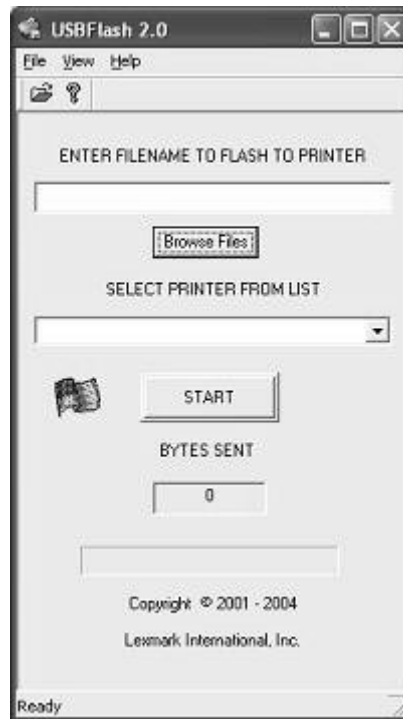 USBFlash 2.0
File View Help
ENTER FILENAME TO FLASH TO PRINTER
Browse Files
SELECT PRINTER FROM LIST
START
BYTES SENT
0
Copyright © 2001 - 2004
Lexmark International, Inc.
Ready